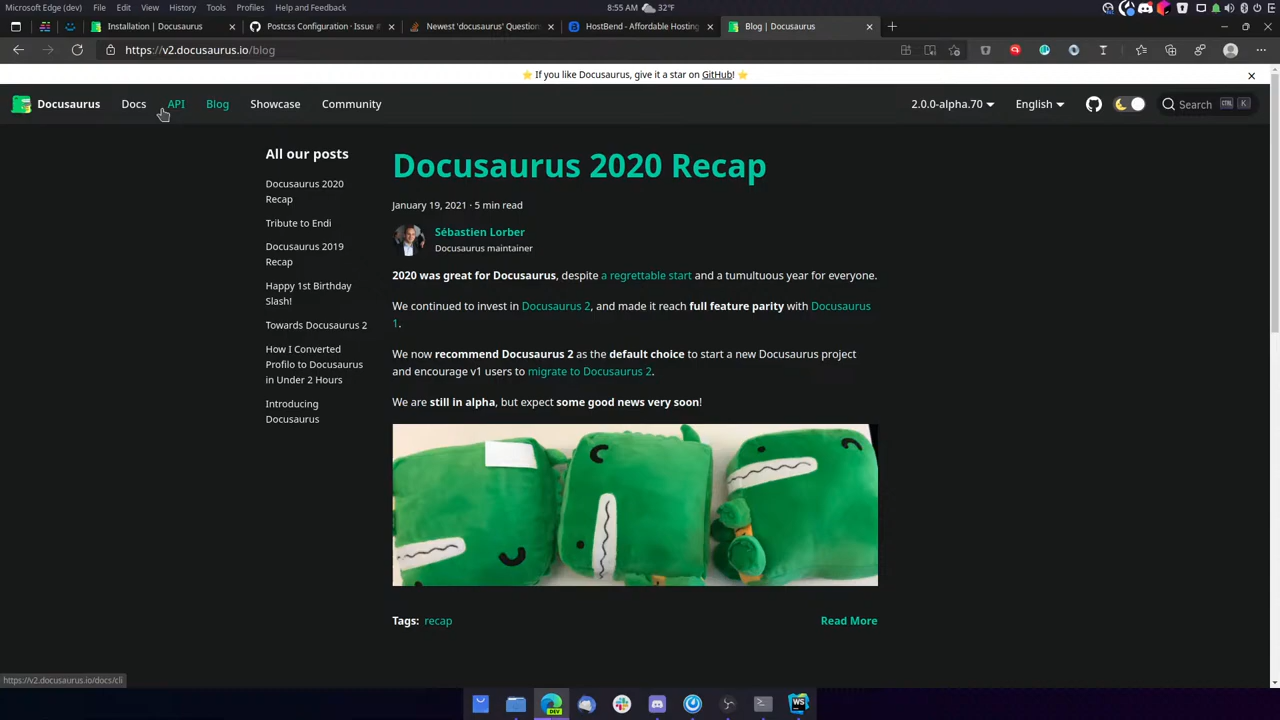 Microsoft Edge (dev) File Edit View History Tools Profiles Help and Feedback
8:55 AM 32°F
Installation | Docusaurus
Postcss Configuration · Issue #
Newest 'docusaurus' Question
HostBend - Affordable Hosting
Blog | Docusaurus
https://v2.docusaurus.io/blog
⭐ If you like Docusaurus, give it a star on GitHub! ⭐
Docusaurus Docs API Blog Showcase Community
2.0.0-alpha.70 English Search CTRL K
All our posts
Docusaurus 2020
Recap
Tribute to Endi
Docusaurus 2019
Recap
Happy 1st Birthday
Slash!
Towards Docusaurus 2
How I Converted
Profilo to Docusaurus
in Under 2 Hours
Introducing
Docusaurus
Docusaurus 2020 Recap
January 19, 2021 · 5 min read
Sébastien Lorber
Docusaurus maintainer
2020 was great for Docusaurus, despite a regrettable start and a tumultuous year for everyone.
We continued to invest in Docusaurus 2, and made it reach full feature parity with Docusaurus
1.
We now recommend Docusaurus 2 as the default choice to start a new Docusaurus project
and encourage v1 users to migrate to Docusaurus 2.
We are still in alpha, but expect some good news very soon!
Tags: recap
Read More
https://v2.docusaurus.io/docs/cli
DEV
WS